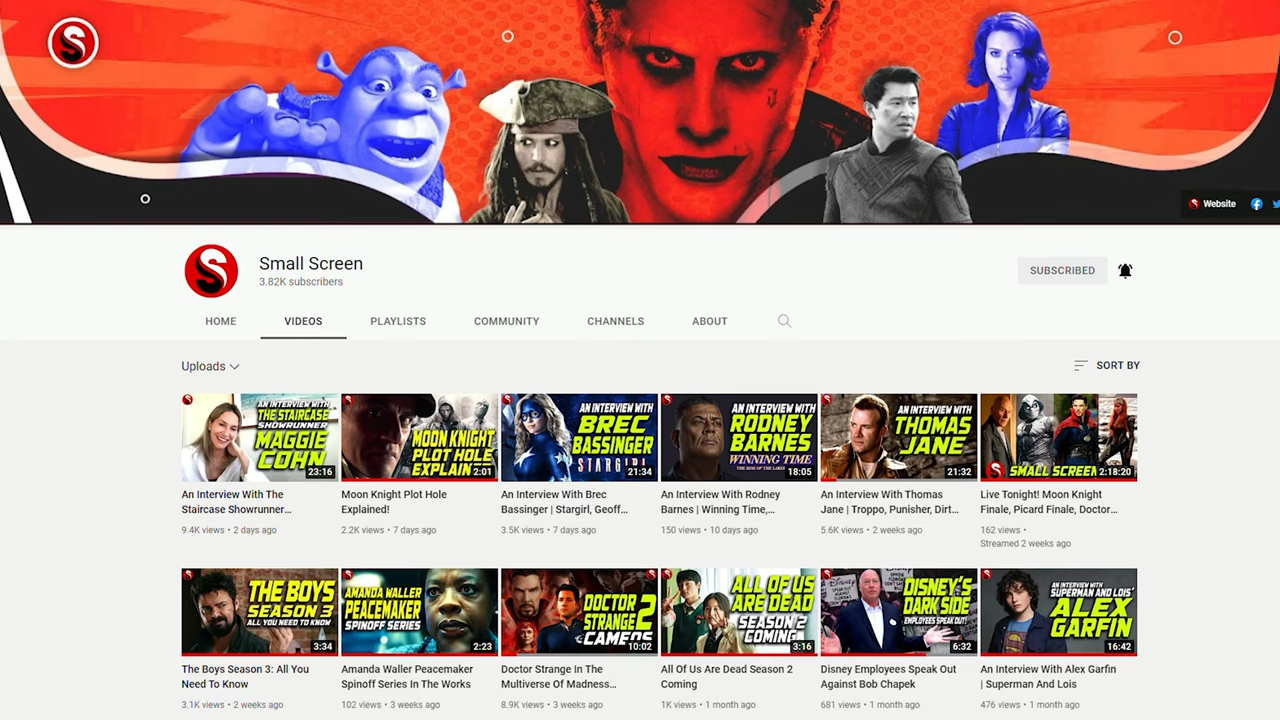 Website
Small Screen
3.82K subscribers
SUBSCRIBED
HOME
VIDEOS
PLAYLISTS
COMMUNITY
CHANNELS
ABOUT
Uploads
SORT BY
AN INTERVIEW WITH
THE STAIRCASE
SHOWRUNNER
MAGGIE
COHN
23:16
MOON KNIGHT
PLOT HOLE
EXPLAIN
2:01
AN INTERVIEW WITH
BREC
BASSINGER
STARGIRL
21:34
AN INTERVIEW WITH
RODNEY
BARNES
WINNING TIME
THE RISE OF THE LAKERS
18:05
AN INTERVIEW WITH
THOMAS
JANE
21:32
SMALL SCREEN
2:18:20
An Interview With The
Staircase Showrunner...
9.4K views • 2 days ago
Moon Knight Plot Hole
Explained!
2.2K views • 7 days ago
An Interview With Brec
Bassinger | Stargirl, Geoff...
3.5K views • 7 days ago
An Interview With Rodney
Barnes | Winning Time,...
150 views • 10 days ago
An Interview With Thomas
Jane | Troppo, Punisher, Dirt...
5.6K views • 2 weeks ago
Live Tonight! Moon Knight
Finale, Picard Finale, Doctor...
162 views •
Streamed 2 weeks ago
THE BOYS
SEASON 3
ALL YOU NEED TO KNOW
3:34
AMANDA WALLER
PEACEMAKER
SPINOFF SERIES
2:23
DOCTOR
STRANGE 2
CAMEOS
10:02
ALL OF US
ARE DEAD
SEASON 2
COMING
3:16
DISNEY'S
DARK SIDE
EMPLOYEES SPEAK OUT!
6:32
AN INTERVIEW WITH
SUPERMAN AND LOIS'
ALEX
GARFIN
16:42
The Boys Season 3: All You
Need To Know
3.1K views • 2 weeks ago
Amanda Waller Peacemaker
Spinoff Series In The Works
102 views • 3 weeks ago
Doctor Strange In The
Multiverse Of Madness...
8.9K views • 3 weeks ago
All Of Us Are Dead Season 2
Coming
1K views • 1 month ago
Disney Employees Speak Out
Against Bob Chapek
681 views • 1 month ago
An Interview With Alex Garfin
| Superman And Lois
476 views • 1 month ago